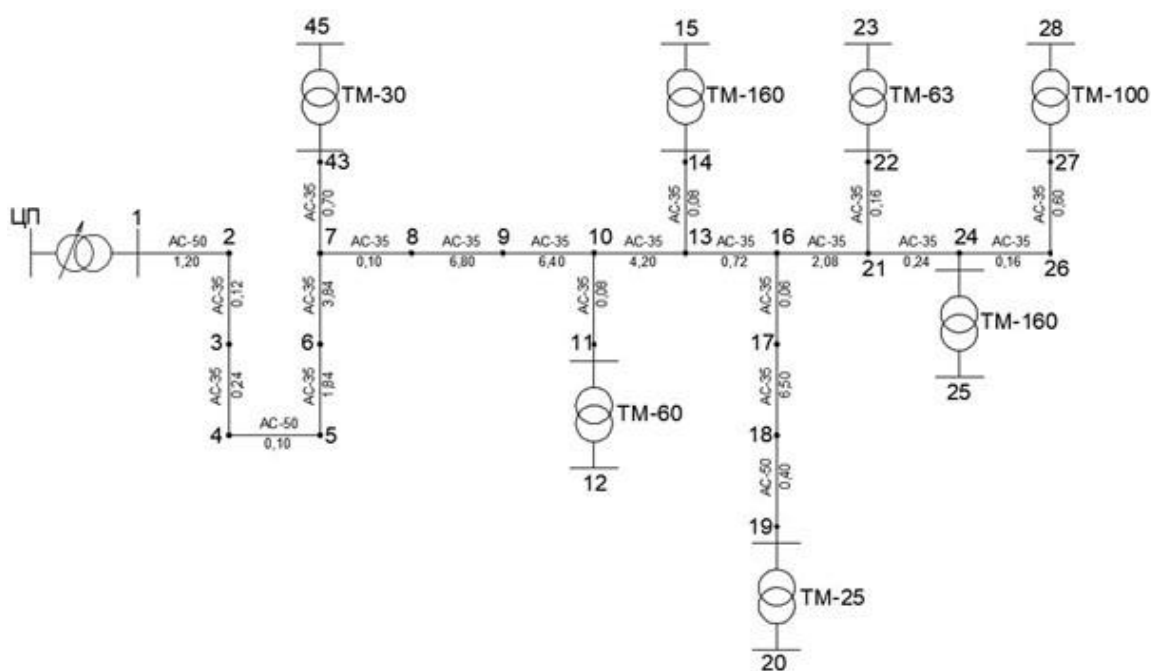 45
15
23
28
ТМ-30
ТМ-160
ТМ-63
ТМ-100
43
14
22
27
АС-35
0,70
АС-35
0,08
АС-35
0,16
АС-35
0,60
ЦП
1
АС-50
1,20
2
7
АС-35
0,10
8
АС-35
6,80
9
АС-35
6,40
10
АС-35
4,20
13
АС-35
0,72
16
АС-35
2,08
21
АС-35
0,24
24
АС-35
0,16
26
АС-35
0,12
АС-35
3,84
АС-35
0,08
АС-35
0,06
ТМ-160
25
3
6
11
17
АС-35
0,24
АС-35
1,84
ТМ-60
12
АС-35
6,50
4
АС-50
0,10
5
18
АС-50
0,40
19
ТМ-25
20